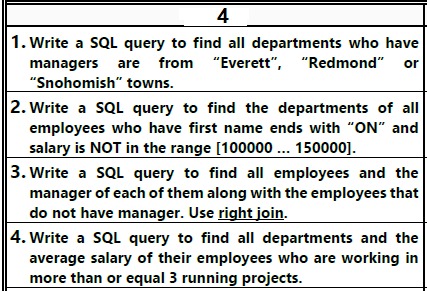 4
1. Write a SQL query to find all departments who have
managers are from “Everett”, “Redmond” or
“Snohomish” towns.
2. Write a SQL query to find the departments of all
employees who have first name ends with “ON” and
salary is NOT in the range [100000 ... 150000].
3. Write a SQL query to find all employees and the
manager of each of them along with the employees that
do not have manager. Use right join.
4. Write a SQL query to find all departments and the
average salary of their employees who are working in
more than or equal 3 running projects.